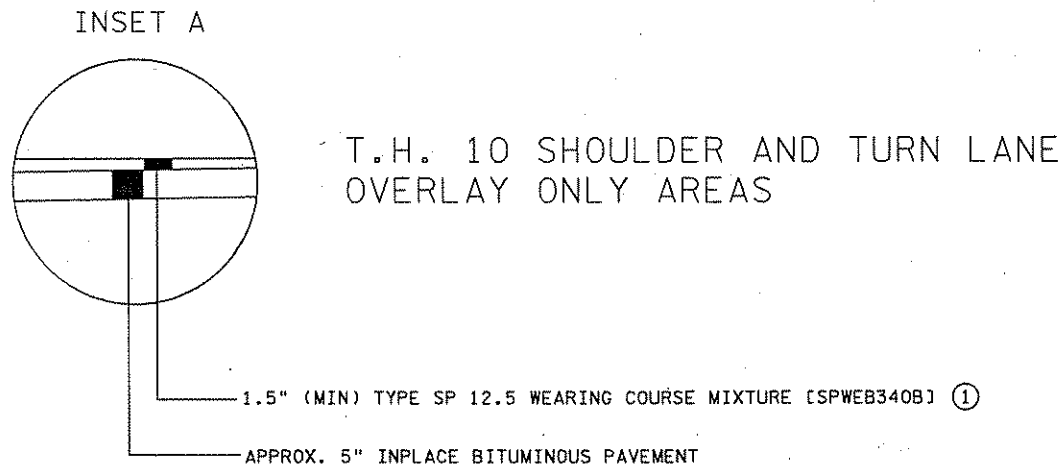 INSET A
T.H. 10 SHOULDER AND TURN LANE
OVERLAY ONLY AREAS
1.5" (MIN) TYPE SP 12.5 WEARING COURSE MIXTURE [SPWEB340B] ①
APPROX. 5" INPLACE BITUMINOUS PAVEMENT